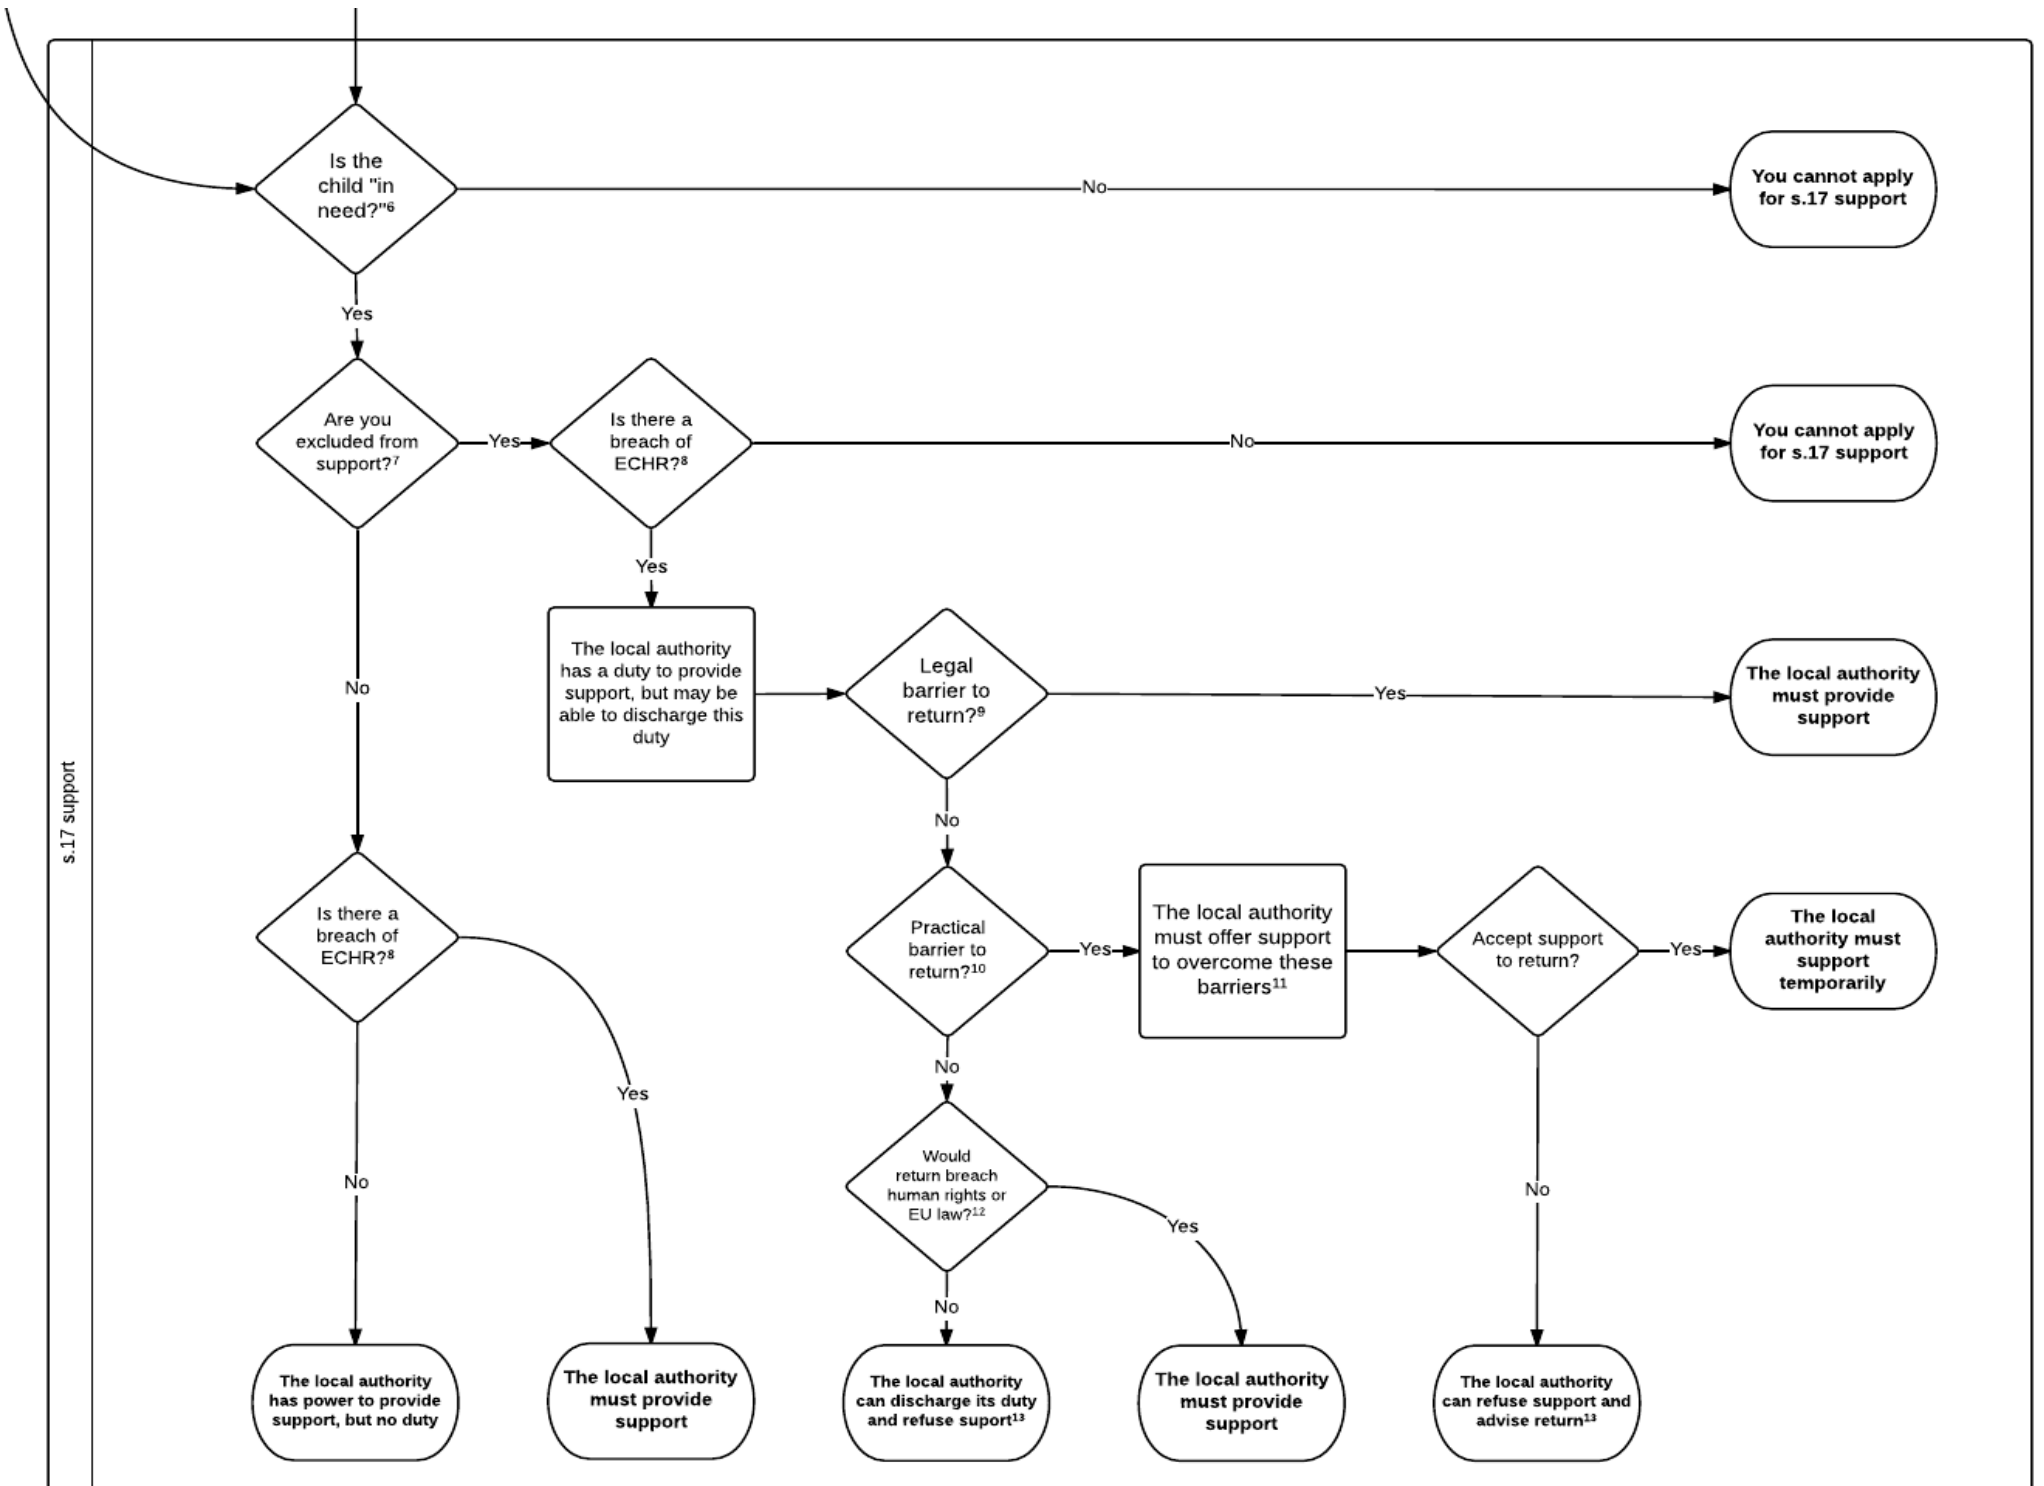 Is the
child "in
need?"⁶
No
You cannot apply
for s.17 support
Yes
Are you
excluded from
support?⁷
Yes
Is there a
breach of
ECHR?⁸
No
You cannot apply
for s.17 support
Yes
No
The local authority
has a duty to provide
support, but may be
able to discharge this
duty
Legal
barrier to
return?⁹
Yes
The local authority
must provide
support
No
s.17 support
Is there a
breach of
ECHR?⁸
Practical
barrier to
return?¹⁰
Yes
The local authority
must offer support
to overcome these
barriers¹¹
Accept support
to return?
Yes
The local
authority must
support
temporarily
No
Yes
No
Would
return breach
human rights or
EU law?¹²
Yes
No
No
The local authority
has power to provide
support, but no duty
The local authority
must provide
support
The local authority
can discharge its duty
and refuse suport¹³
The local authority
must provide
support
The local authority
can refuse support and
advise return¹³